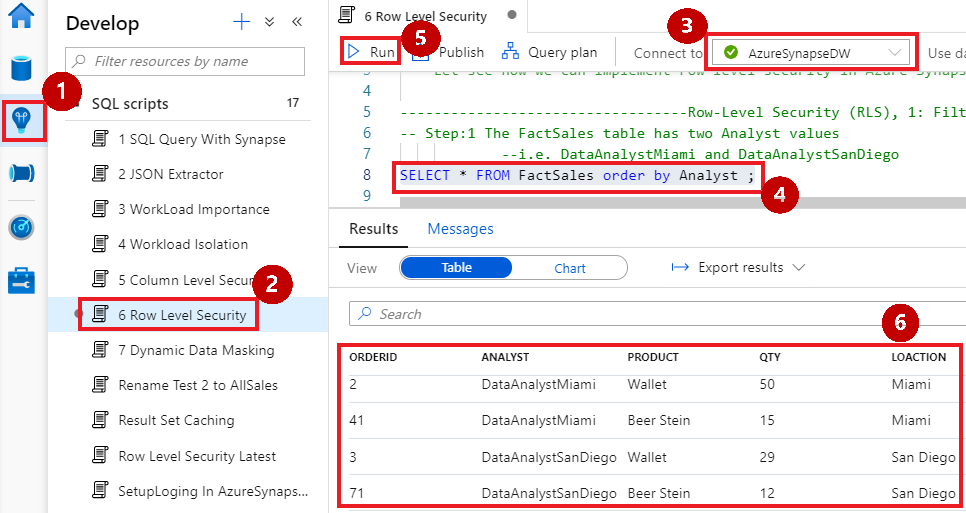 Develop
Filter resources by name
1
SQL scripts 17
1 SQL Query With Synapse
2 JSON Extractor
3 WorkLoad Importance
4 Workload Isolation
5 Column Level Secur
2
6 Row Level Security
7 Dynamic Data Masking
Rename Test 2 to AllSales
Result Set Caching
Row Level Security Latest
SetupLoging In AzureSynaps...
6 Row Level Security
3
5
Run Publish Query plan Connect to AzureSynapseDW Use da
3 Let see how we can implement row level security in Azure Synaps
4
5 ---------------------------------Row-Level Security (RLS), 1: Filt
6 -- Step:1 The FactSales table has two Analyst values
7 --i.e. DataAnalystMiami and DataAnalystSanDiego
8 SELECT * FROM FactSales order by Analyst ;
4
9
Results Messages
View Table Chart Export results
Search
6
ORDERID ANALYST PRODUCT QTY LOACTION
2 DataAnalystMiami Wallet 50 Miami
41 DataAnalystMiami Beer Stein 15 Miami
3 DataAnalystSanDiego Wallet 29 San Diego
71 DataAnalystSanDiego Beer Stein 12 San Diego